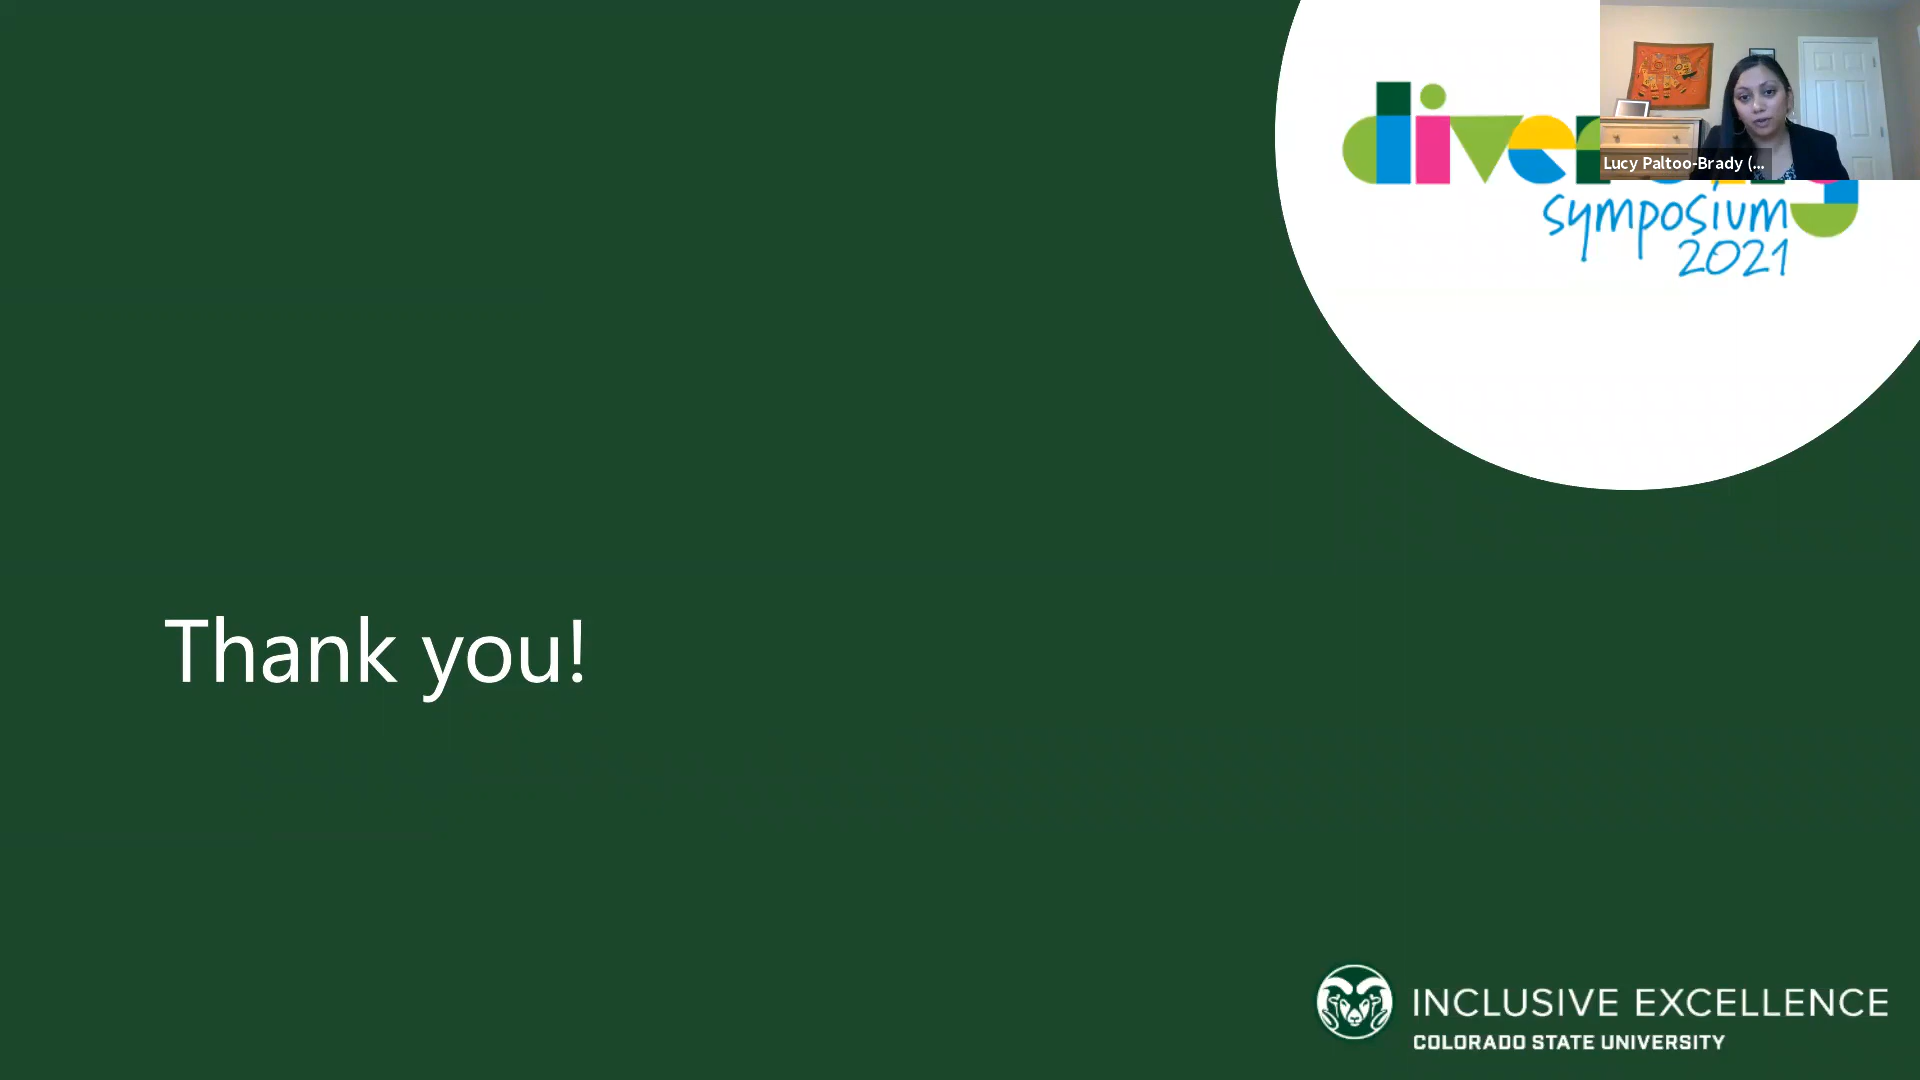 Lucy Paltoo-Brady (...
symposium
2021
Thank you!
INCLUSIVE EXCELLENCE
COLORADO STATE UNIVERSITY